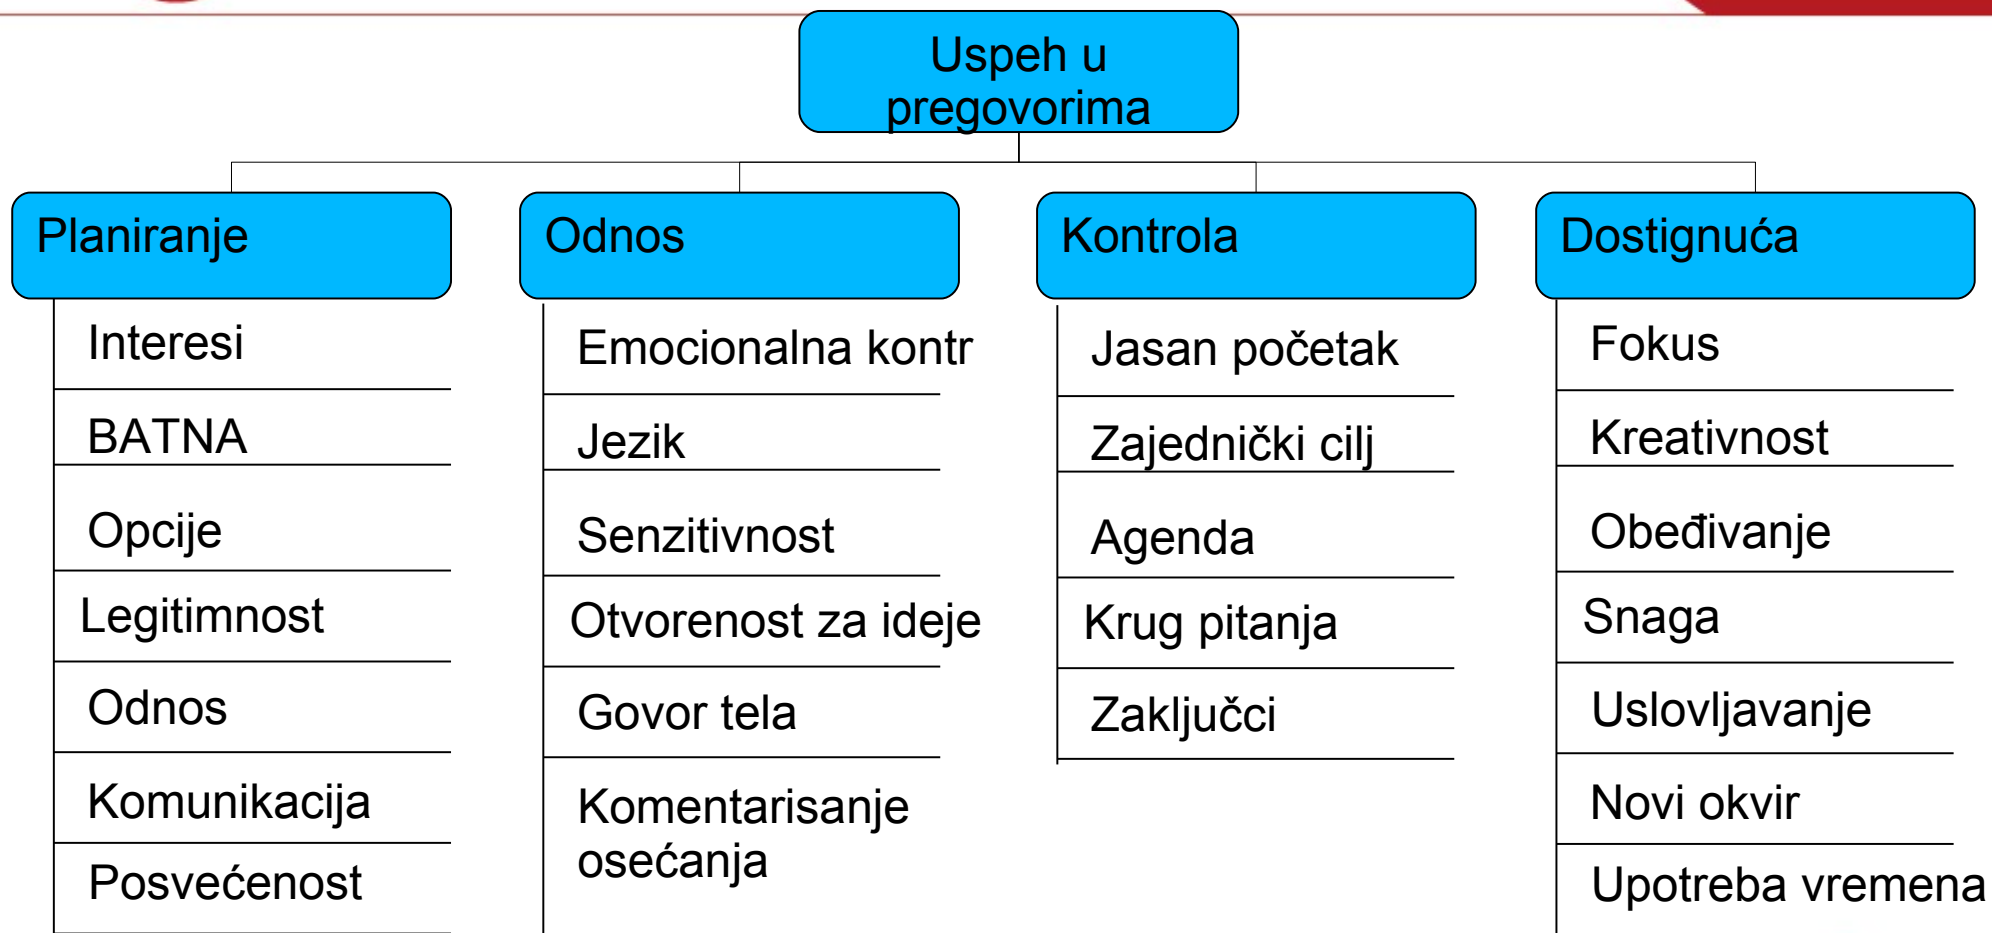 Uspeh u
pregovorima
Planiranje
Interesi
BATNA
Opcije
Legitimnost
Odnos
Komunikacija
Posvećenost
Odnos
Emocionalna kontr
Jezik
Senzitivnost
Otvorenost za ideje
Govor tela
Komentarisanje
osećanja
Kontrola
Jasan početak
Zajednički cilj
Agenda
Krug pitanja
Zaključci
Dostignuća
Fokus
Kreativnost
Obeđivanje
Snaga
Uslovljavanje
Novi okvir
Upotreba vremena